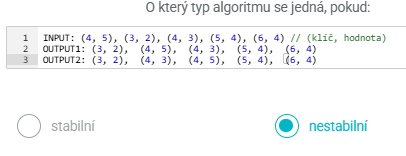 O který typ algoritmu se jedná, pokud:
1 INPUT: (4, 5), (3, 2), (4, 3), (5, 4), (6, 4) // (klíč, hodnota)
2 OUTPUT1: (3, 2), (4, 5), (4, 3), (5, 4), (6, 4)
3 OUTPUT2: (3, 2), (4, 3), (4, 5), (5, 4), (6, 4)
stabilní
nestabilní